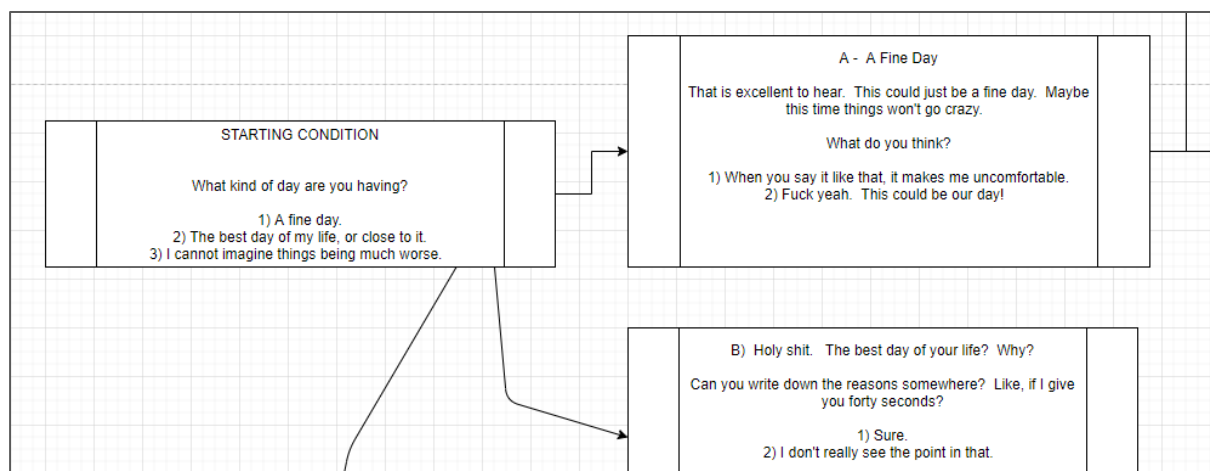 STARTING CONDITION
What kind of day are you having?
1) A fine day.
2) The best day of my life, or close to it.
3) I cannot imagine things being much worse.
A - A Fine Day
That is excellent to hear. This could just be a fine day. Maybe
this time things won't go crazy.
What do you think?
1) When you say it like that, it makes me uncomfortable.
2) Fuck yeah. This could be our day!
B) Holy shit. The best day of your life? Why?
Can you write down the reasons somewhere? Like, if I give
you forty seconds?
1) Sure.
2) I don't really see the point in that.